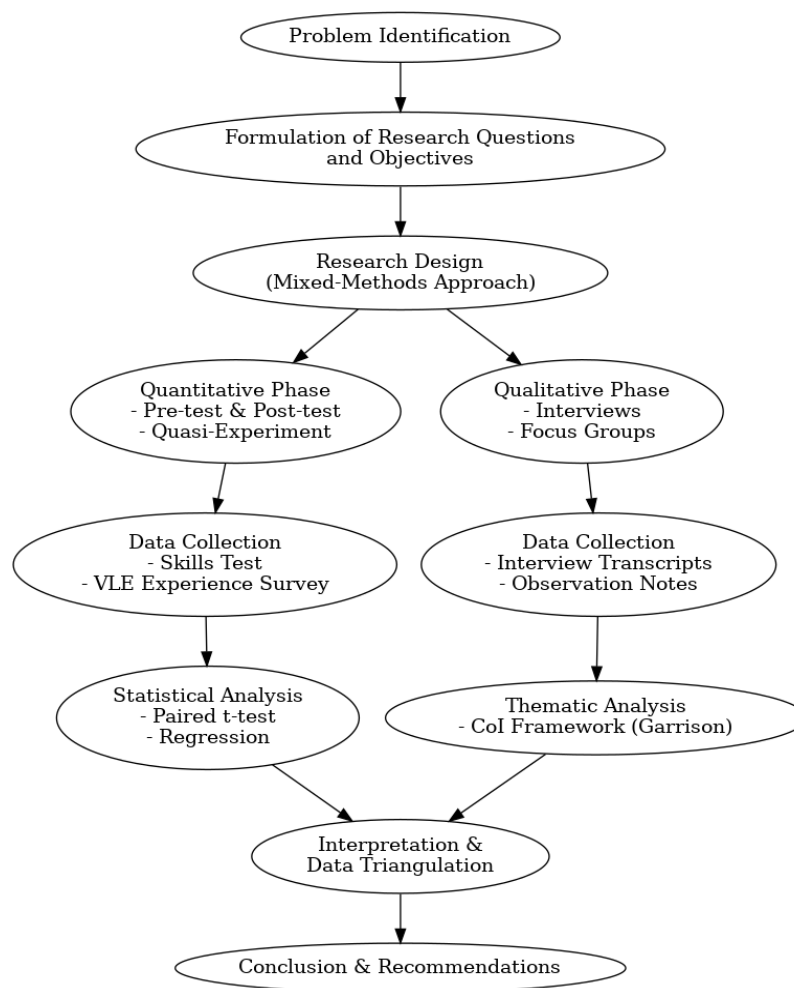 Problem Identification
Formulation of Research Questions
and Objectives
Research Design
(Mixed-Methods Approach)
Quantitative Phase
- Pre-test & Post-test
- Quasi-Experiment
Qualitative Phase
- Interviews
- Focus Groups
Data Collection
- Skills Test
- VLE Experience Survey
Data Collection
- Interview Transcripts
- Observation Notes
Statistical Analysis
- Paired t-test
- Regression
Thematic Analysis
- CoI Framework (Garrison)
Interpretation &
Data Triangulation
Conclusion & Recommendations